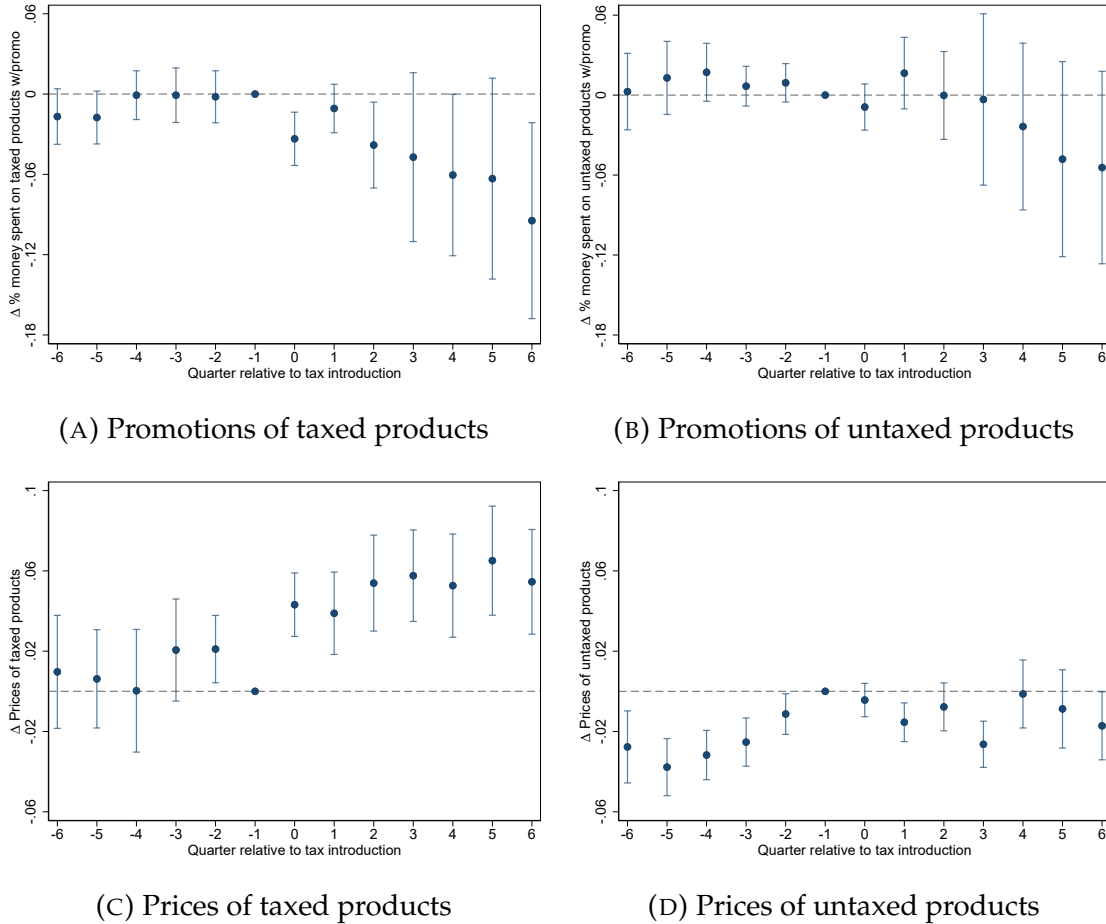 Δ % money spent on taxed products w/promo
.06
0
-.06
-.12
-.18
-6 -5 -4 -3 -2 -1 0 1 2 3 4 5 6
Quarter relative to tax introduction
(A) Promotions of taxed products
Δ % money spent on untaxed products w/promo
.06
0
-.06
-.12
-.18
-6 -5 -4 -3 -2 -1 0 1 2 3 4 5 6
Quarter relative to tax introduction
(B) Promotions of untaxed products
Δ Prices of taxed products
.1
.06
.02
-.02
-.06
-6 -5 -4 -3 -2 -1 0 1 2 3 4 5 6
Quarter relative to tax introduction
(C) Prices of taxed products
Δ Prices of untaxed products
.1
.06
.02
-.02
-.06
-6 -5 -4 -3 -2 -1 0 1 2 3 4 5 6
Quarter relative to tax introduction
(D) Prices of untaxed products